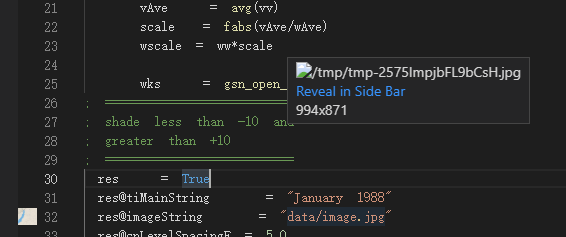 21 vAve = avg(vv)
22 scale = fabs(vAve/wAve)
23 wscale = ww*scale
24
25 wks = gsn_open_
/tmp/tmp-2575ImpjbFL9bCsH.jpg
Reveal in Side Bar
994x871
26 ; ================================
27 ; shade less than -10 and
28 ; greater than +10
29 ; ================================
30 res = True
31 res@tiMainString = "January 1988"
32 res@imageString = "data/image.jpg"
33 res@cnLevelSpacingF = 5.0